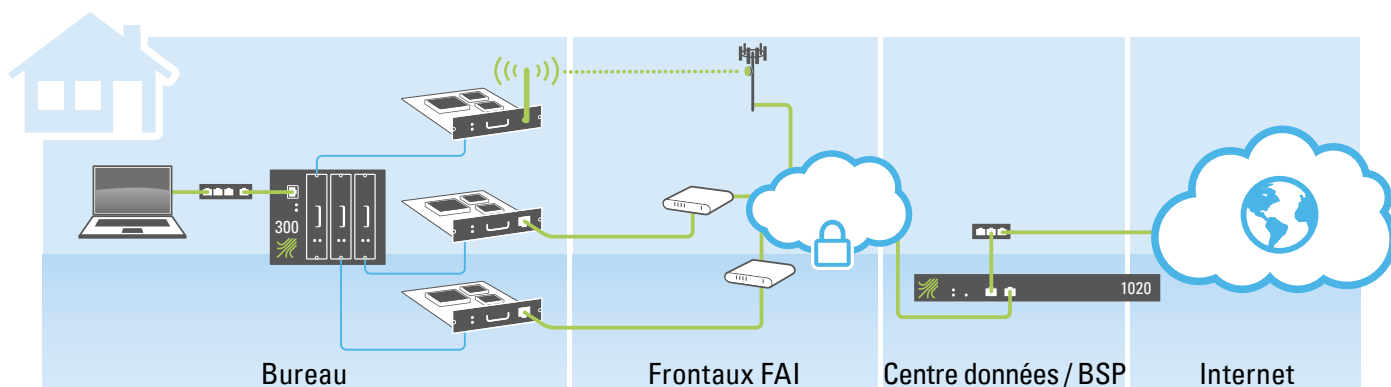 300
1020
Bureau
Frontaux FAI
Centre données / BSP
Internet